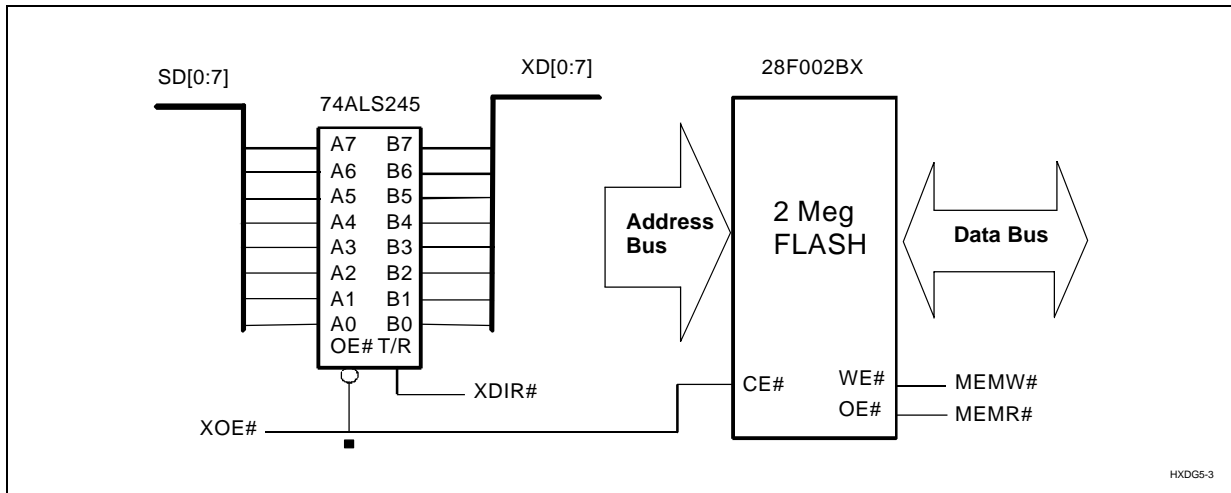 SD[0:7]
XD[0:7]
28F002BX
74ALS245
A7 B7
A6 B6
A5 B5
A4 B4
A3 B3
A2 B2
A1 B1
A0 B0
OE# T/R
XDIR#
XOE#
Address
Bus
2 Meg
FLASH
Data Bus
CE#
WE#
OE#
MEMW#
MEMR#
HXDG5-3